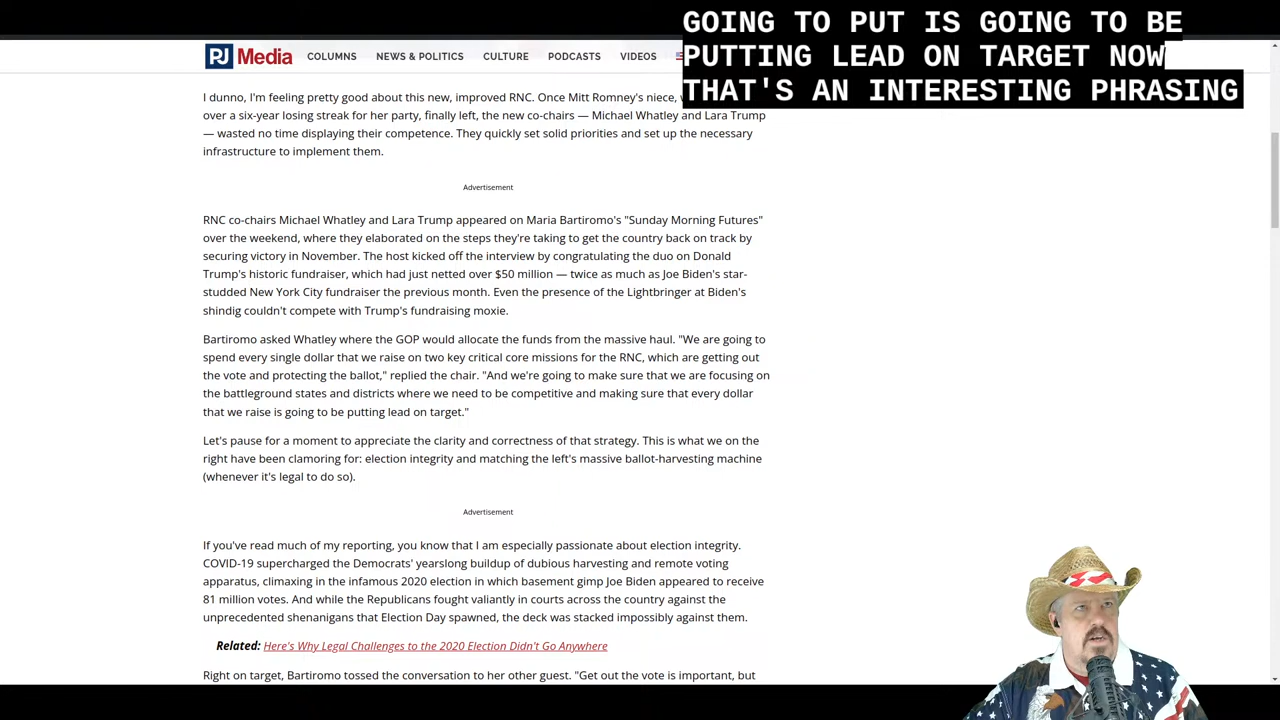 GOING TO PUT IS GOING TO BE
PUTTING LEAD ON TARGET NOW
THAT'S AN INTERESTING PHRASING
PJ Media
COLUMNS NEWS & POLITICS CULTURE PODCASTS VIDEOS
I dunno, I'm feeling pretty good about this new, improved RNC. Once Mitt Romney's niece,
over a six-year losing streak for her party, finally left, the new co-chairs — Michael Whatley and Lara Trump
— wasted no time displaying their competence. They quickly set solid priorities and set up the necessary
infrastructure to implement them.
Advertisement
RNC co-chairs Michael Whatley and Lara Trump appeared on Maria Bartiromo's "Sunday Morning Futures"
over the weekend, where they elaborated on the steps they're taking to get the country back on track by
securing victory in November. The host kicked off the interview by congratulating the duo on Donald
Trump's historic fundraiser, which had just netted over $50 million — twice as much as Joe Biden's star-
studded New York City fundraiser the previous month. Even the presence of the Lightbringer at Biden's
shindig couldn't compete with Trump's fundraising moxie.
Bartiromo asked Whatley where the GOP would allocate the funds from the massive haul. "We are going to
spend every single dollar that we raise on two key critical core missions for the RNC, which are getting out
the vote and protecting the ballot," replied the chair. "And we're going to make sure that we are focusing on
the battleground states and districts where we need to be competitive and making sure that every dollar
that we raise is going to be putting lead on target."
Let's pause for a moment to appreciate the clarity and correctness of that strategy. This is what we on the
right have been clamoring for: election integrity and matching the left's massive ballot-harvesting machine
(whenever it's legal to do so).
Advertisement
If you've read much of my reporting, you know that I am especially passionate about election integrity.
COVID-19 supercharged the Democrats' yearslong buildup of dubious harvesting and remote voting
apparatus, climaxing in the infamous 2020 election in which basement gimp Joe Biden appeared to receive
81 million votes. And while the Republicans fought valiantly in courts across the country against the
unprecedented shenanigans that Election Day spawned, the deck was stacked impossibly against them.
Related: Here's Why Legal Challenges to the 2020 Election Didn't Go Anywhere
Right on target, Bartiromo tossed the conversation to her other guest. "Get out the vote is important, but